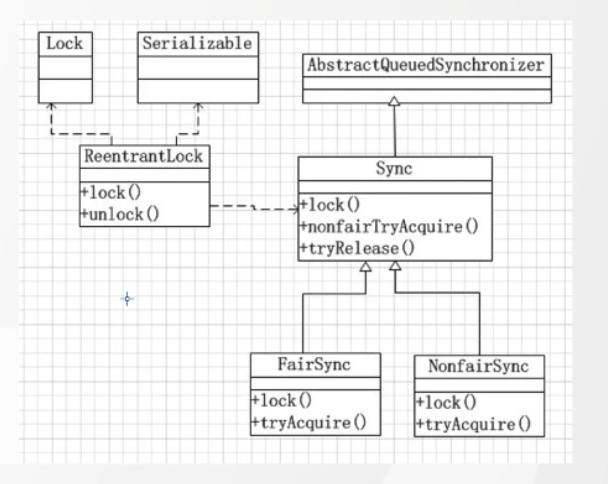 Lock
Serializable
AbstractQueuedSynchronizer
ReentrantLock
+lock()
+unlock()
Sync
+lock()
+nonfairTryAcquire()
+tryRelease()
FairSync
+lock()
+tryAcquire()
NonfairSync
+lock()
+tryAcquire()